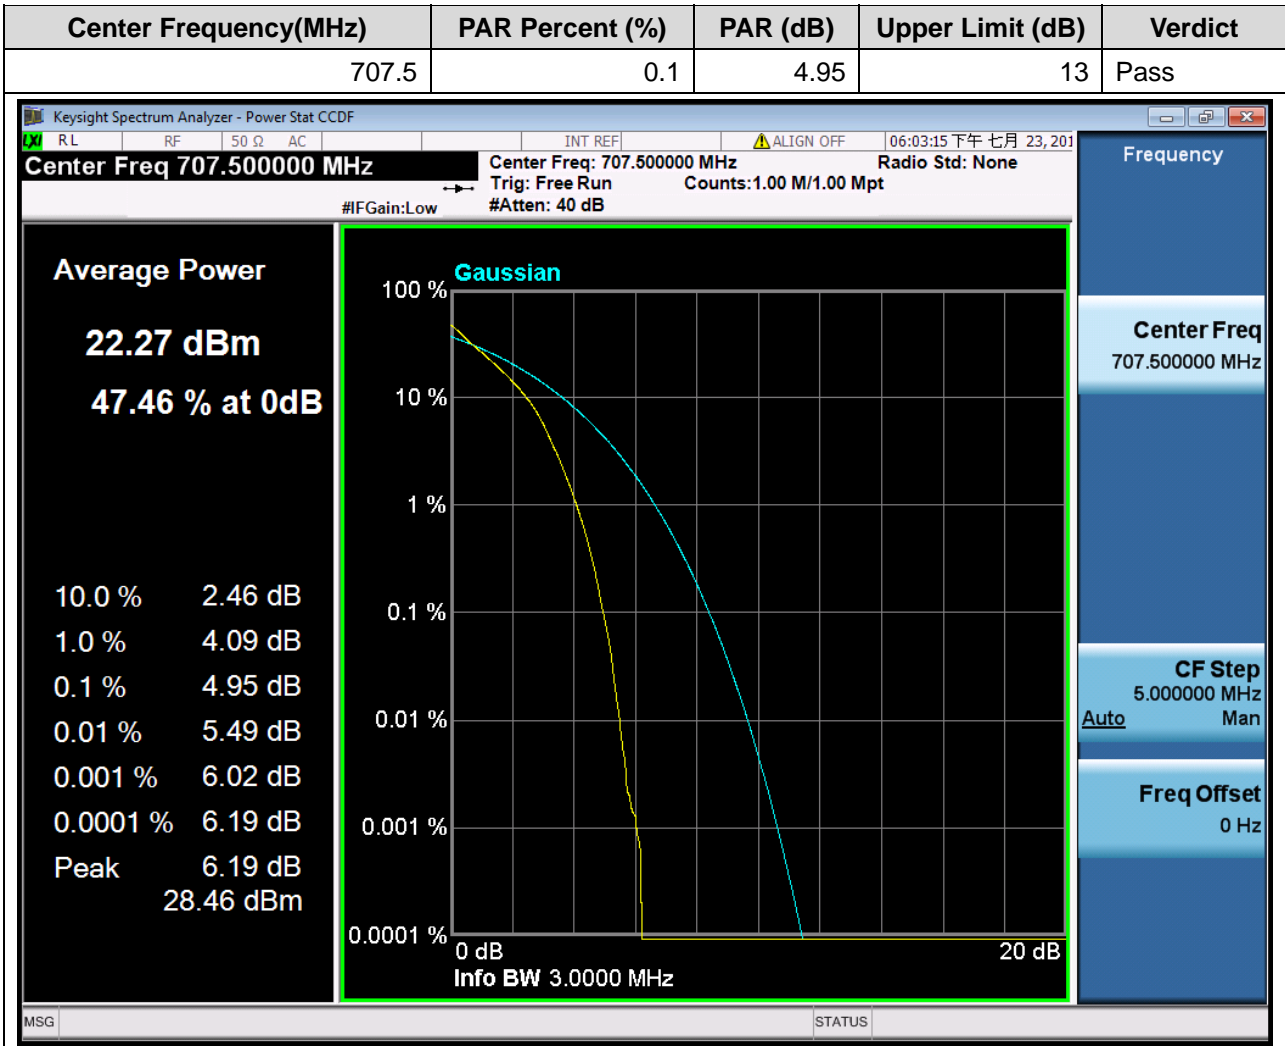 Center Frequency(MHz) PAR Percent (%) PAR (dB) Upper Limit (dB) Verdict
707.5 0.1 4.95 13 Pass
Keysight Spectrum Analyzer - Power Stat CCDF
LXI RL RF 50 Ω AC INT REF ALIGN OFF 06:03:15 下午 七月 23, 201
Center Freq 707.500000 MHz
Center Freq: 707.500000 MHz Radio Std: None
Trig: Free Run Counts:1.00 M/1.00 Mpt
#IFGain:Low #Atten: 40 dB
Frequency
Average Power
22.27 dBm
47.46 % at 0dB
10.0 % 2.46 dB
1.0 % 4.09 dB
0.1 % 4.95 dB
0.01 % 5.49 dB
0.001 % 6.02 dB
0.0001 % 6.19 dB
Peak 6.19 dB
28.46 dBm
Gaussian
100 %
10 %
1 %
0.1 %
0.01 %
0.001 %
0.0001 %
0 dB 20 dB
Info BW 3.0000 MHz
Center Freq
707.500000 MHz
CF Step
5.000000 MHz
Auto Man
Freq Offset
0 Hz
MSG STATUS